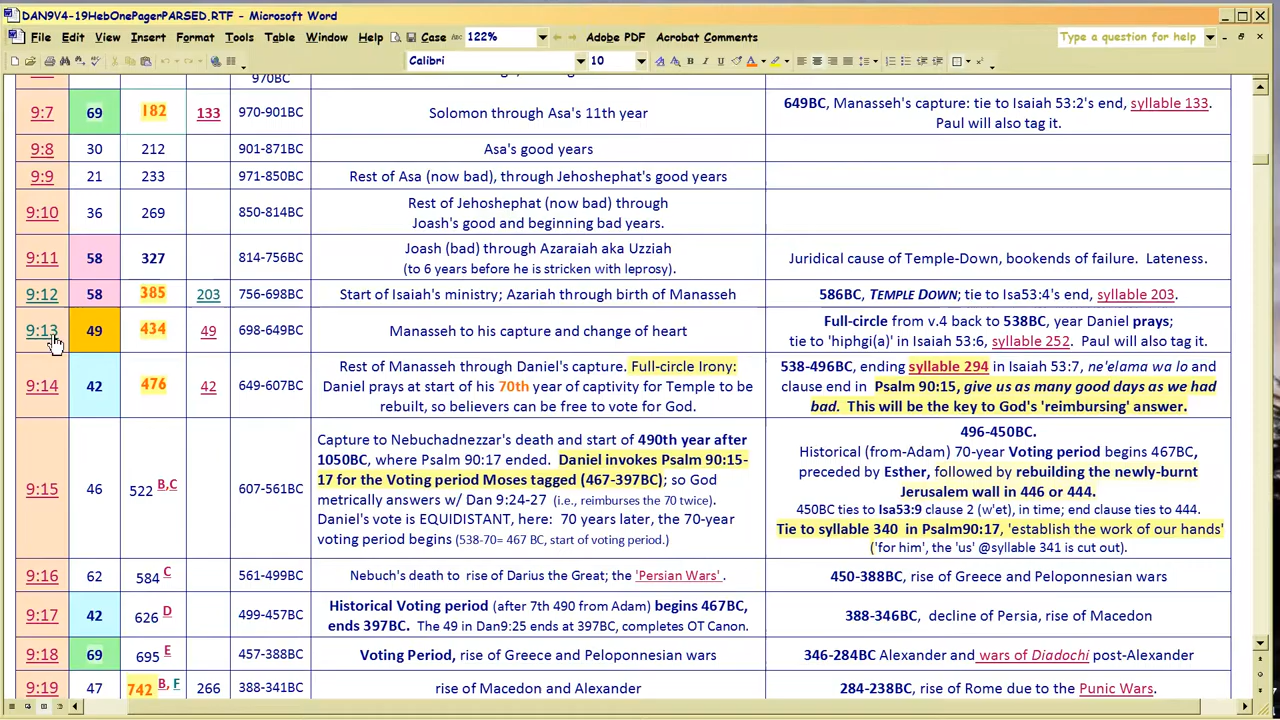 DAN9V4-19HebOnePagerPARSED.RTF - Microsoft Word
File Edit View Insert Format Tools Table Window Help Case 122% Adobe PDF Acrobat Comments Type a question for help
Calibri 10
970BC
9:7 69 182 133 970-901BC Solomon through Asa's 11th year 649BC, Manasseh's capture: tie to Isaiah 53:2's end, syllable 133.
Paul will also tag it.
9:8 30 212 901-871BC Asa's good years
9:9 21 233 971-850BC Rest of Asa (now bad), through Jehoshephat's good years
9:10 36 269 850-814BC Rest of Jehoshephat (now bad) through
Joash's good and beginning bad years.
9:11 58 327 814-756BC Joash (bad) through Azaraiah aka Uzziah
(to 6 years before he is stricken with leprosy).
Juridical cause of Temple-Down, bookends of failure. Lateness.
9:12 58 385 203 756-698BC Start of Isaiah's ministry; Azariah through birth of Manasseh 586BC, TEMPLE DOWN; tie to Isa53:4's end, syllable 203.
9:13 49 434 49 698-649BC Manasseh to his capture and change of heart
Full-circle from v.4 back to 538BC, year Daniel prays;
tie to 'hiphgi(a)' in Isaiah 53:6, syllable 252. Paul will also tag it.
9:14 42 476 42 649-607BC
Rest of Manasseh through Daniel's capture. Full-circle Irony:
Daniel prays at start of his 70th year of captivity for Temple to be
rebuilt, so believers can be free to vote for God.
538-496BC, ending syllable 294 in Isaiah 53:7, ne'elama wa lo and
clause end in Psalm 90:15, give us as many good days as we had
bad. This will be the key to God's 'reimbursing' answer.
9:15 46 522 B,C 607-561BC
Capture to Nebuchadnezzar's death and start of 490th year after
1050BC, where Psalm 90:17 ended. Daniel invokes Psalm 90:15-
17 for the Voting period Moses tagged (467-397BC); so God
metrically answers w/ Dan 9:24-27 (i.e., reimburses the 70 twice).
Daniel's vote is EQUIDISTANT, here: 70 years later, the 70-year
voting period begins (538-70= 467 BC, start of voting period.)
496-450BC.
Historical (from-Adam) 70-year Voting period begins 467BC,
preceded by Esther, followed by rebuilding the newly-burnt
Jerusalem wall in 446 or 444.
450BC ties to Isa53:9 clause 2 (w'et), in time; end clause ties to 444.
Tie to syllable 340 in Psalm90:17, 'establish the work of our hands'
('for him', the 'us' @syllable 341 is cut out).
9:16 62 584 C 561-499BC Nebuch's death to rise of Darius the Great; the 'Persian Wars'. 450-388BC, rise of Greece and Peloponnesian wars
9:17 42 626 D 499-457BC Historical Voting period (after 7th 490 from Adam) begins 467BC,
ends 397BC. The 49 in Dan9:25 ends at 397BC, completes OT Canon.
388-346BC, decline of Persia, rise of Macedon
9:18 69 695 E 457-388BC Voting Period, rise of Greece and Peloponnesian wars 346-284BC Alexander and wars of Diadochi post-Alexander
9:19 47 742 B, F 266 388-341BC rise of Macedon and Alexander 284-238BC, rise of Rome due to the Punic Wars.